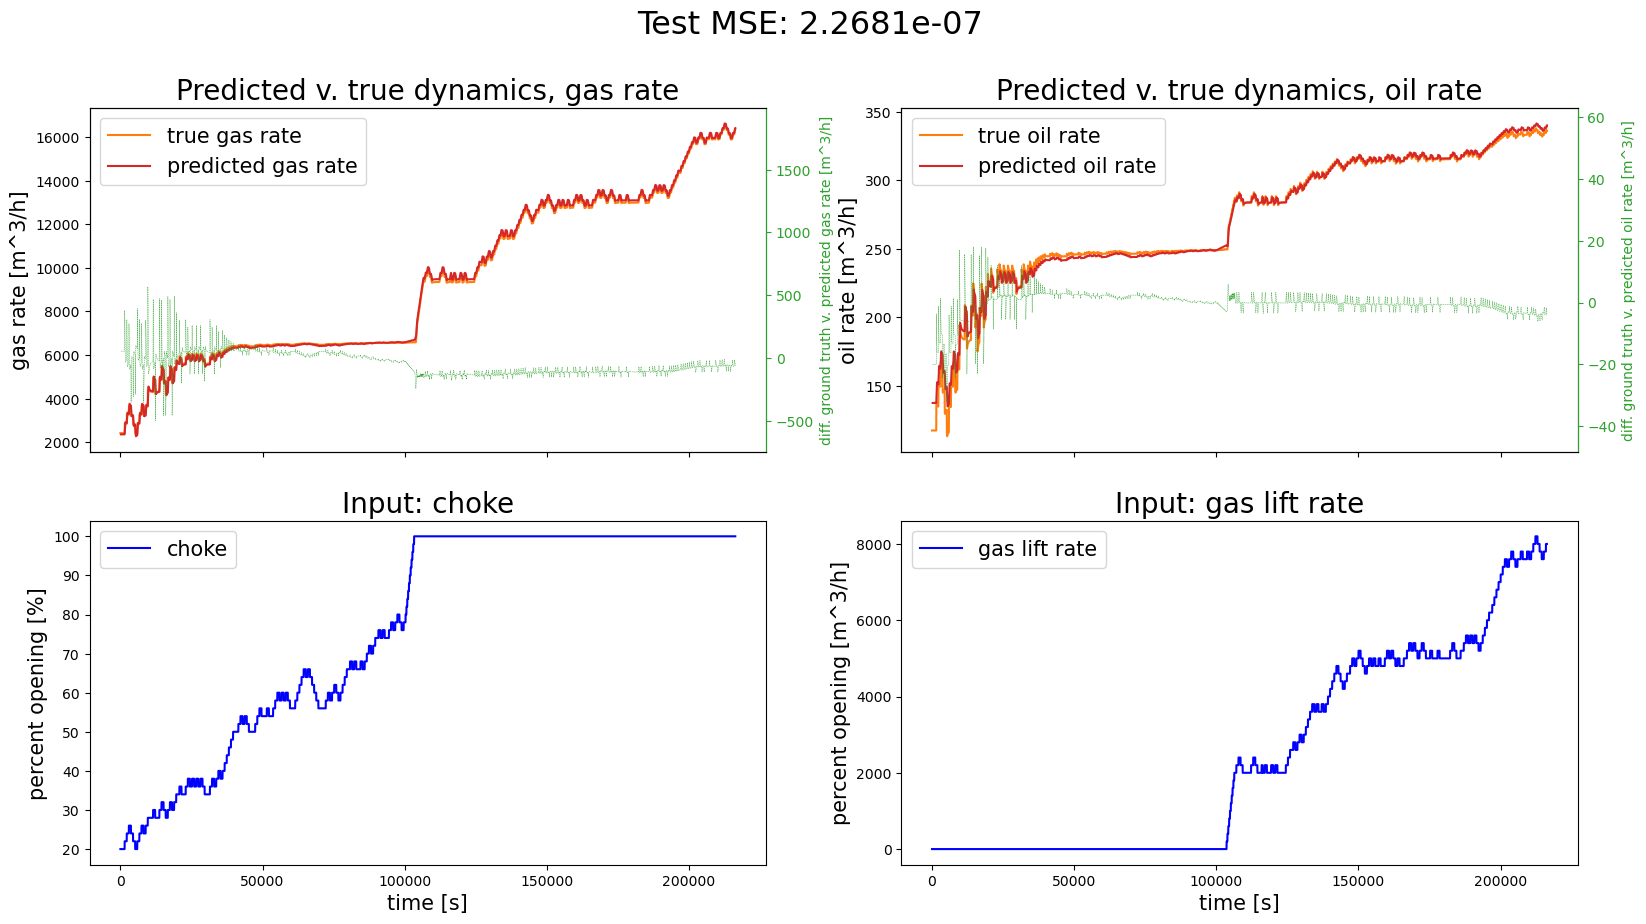 Test MSE: 2.2681e-07
Predicted v. true dynamics, gas rate
true gas rate
predicted gas rate
gas rate [m^3/h]
16000
14000
12000
10000
8000
6000
4000
2000
1500
1000
500
0
−500
diff. ground truth v. predicted gas rate [m^3/h]
Predicted v. true dynamics, oil rate
true oil rate
predicted oil rate
oil rate [m^3/h]
350
300
250
200
150
60
40
20
0
−20
−40
diff. ground truth v. predicted oil rate [m^3/h]
Input: choke
choke
percent opening [%]
100
90
80
70
60
50
40
30
20
0 50000 100000 150000 200000
time [s]
Input: gas lift rate
gas lift rate
percent opening [m^3/h]
8000
6000
4000
2000
0
0 50000 100000 150000 200000
time [s]